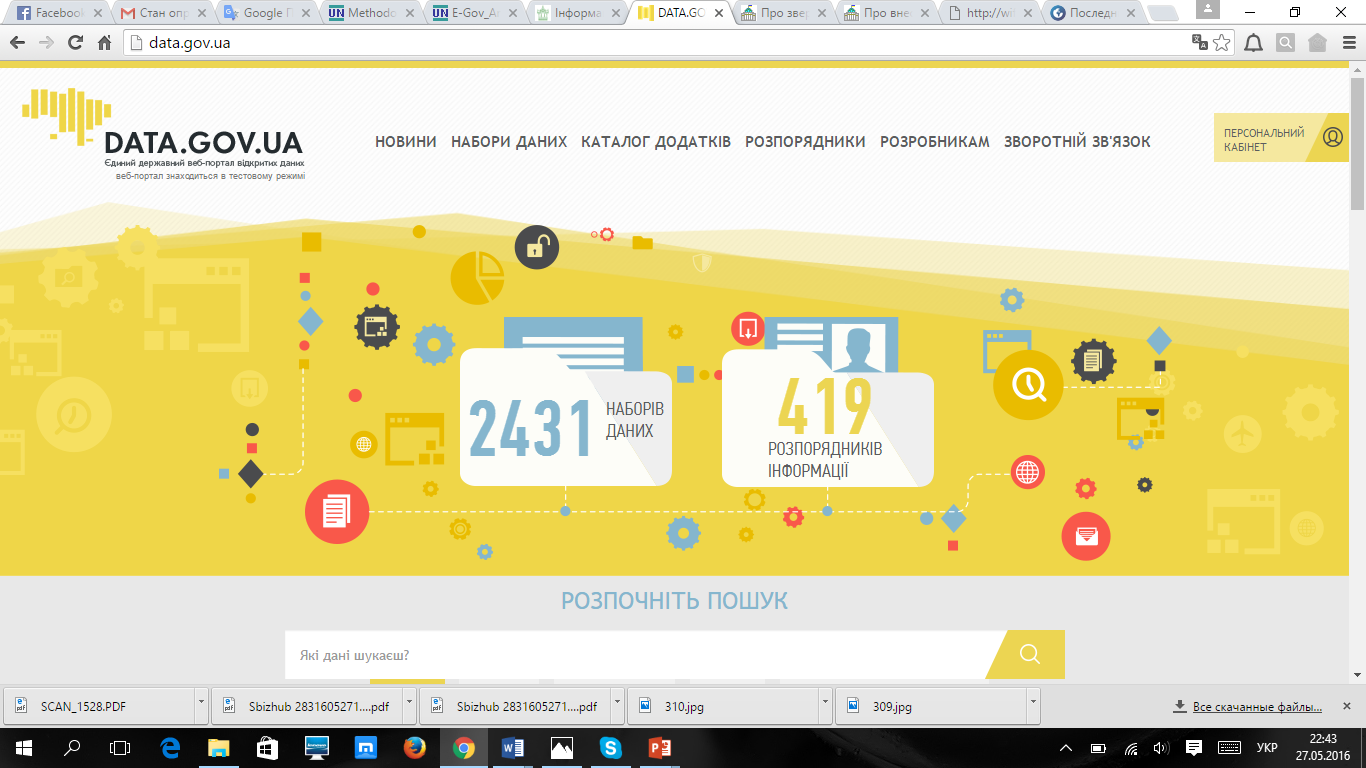 Facebook
Стан опр
Google П
Methodo
E-Gov_Au
Інформа
DATA.GO
Про звер
Про внес
http://wi
Последн
data.gov.ua
DATA.GOV.UA
Єдиний державний веб-портал відкритих даних
веб-портал знаходиться в тестовому режимі
НОВИНИ НАБОРИ ДАНИХ КАТАЛОГ ДОДАТКІВ РОЗПОРЯДНИКИ РОЗРОБНИКАМ ЗВОРОТНІЙ ЗВ'ЯЗОК
ПЕРСОНАЛЬНИЙ
КАБІНЕТ
2431 НАБОРІВ
ДАНИХ
419
РОЗПОРЯДНИКІВ
ІНФОРМАЦІЇ
РОЗПОЧНІТЬ ПОШУК
Які дані шукаєш?
SCAN_1528.PDF
Sbizhub 2831605271....pdf
Sbizhub 2831605271....pdf
310.jpg
309.jpg
Все скачанные файлы...
УКР
22:43
27.05.2016